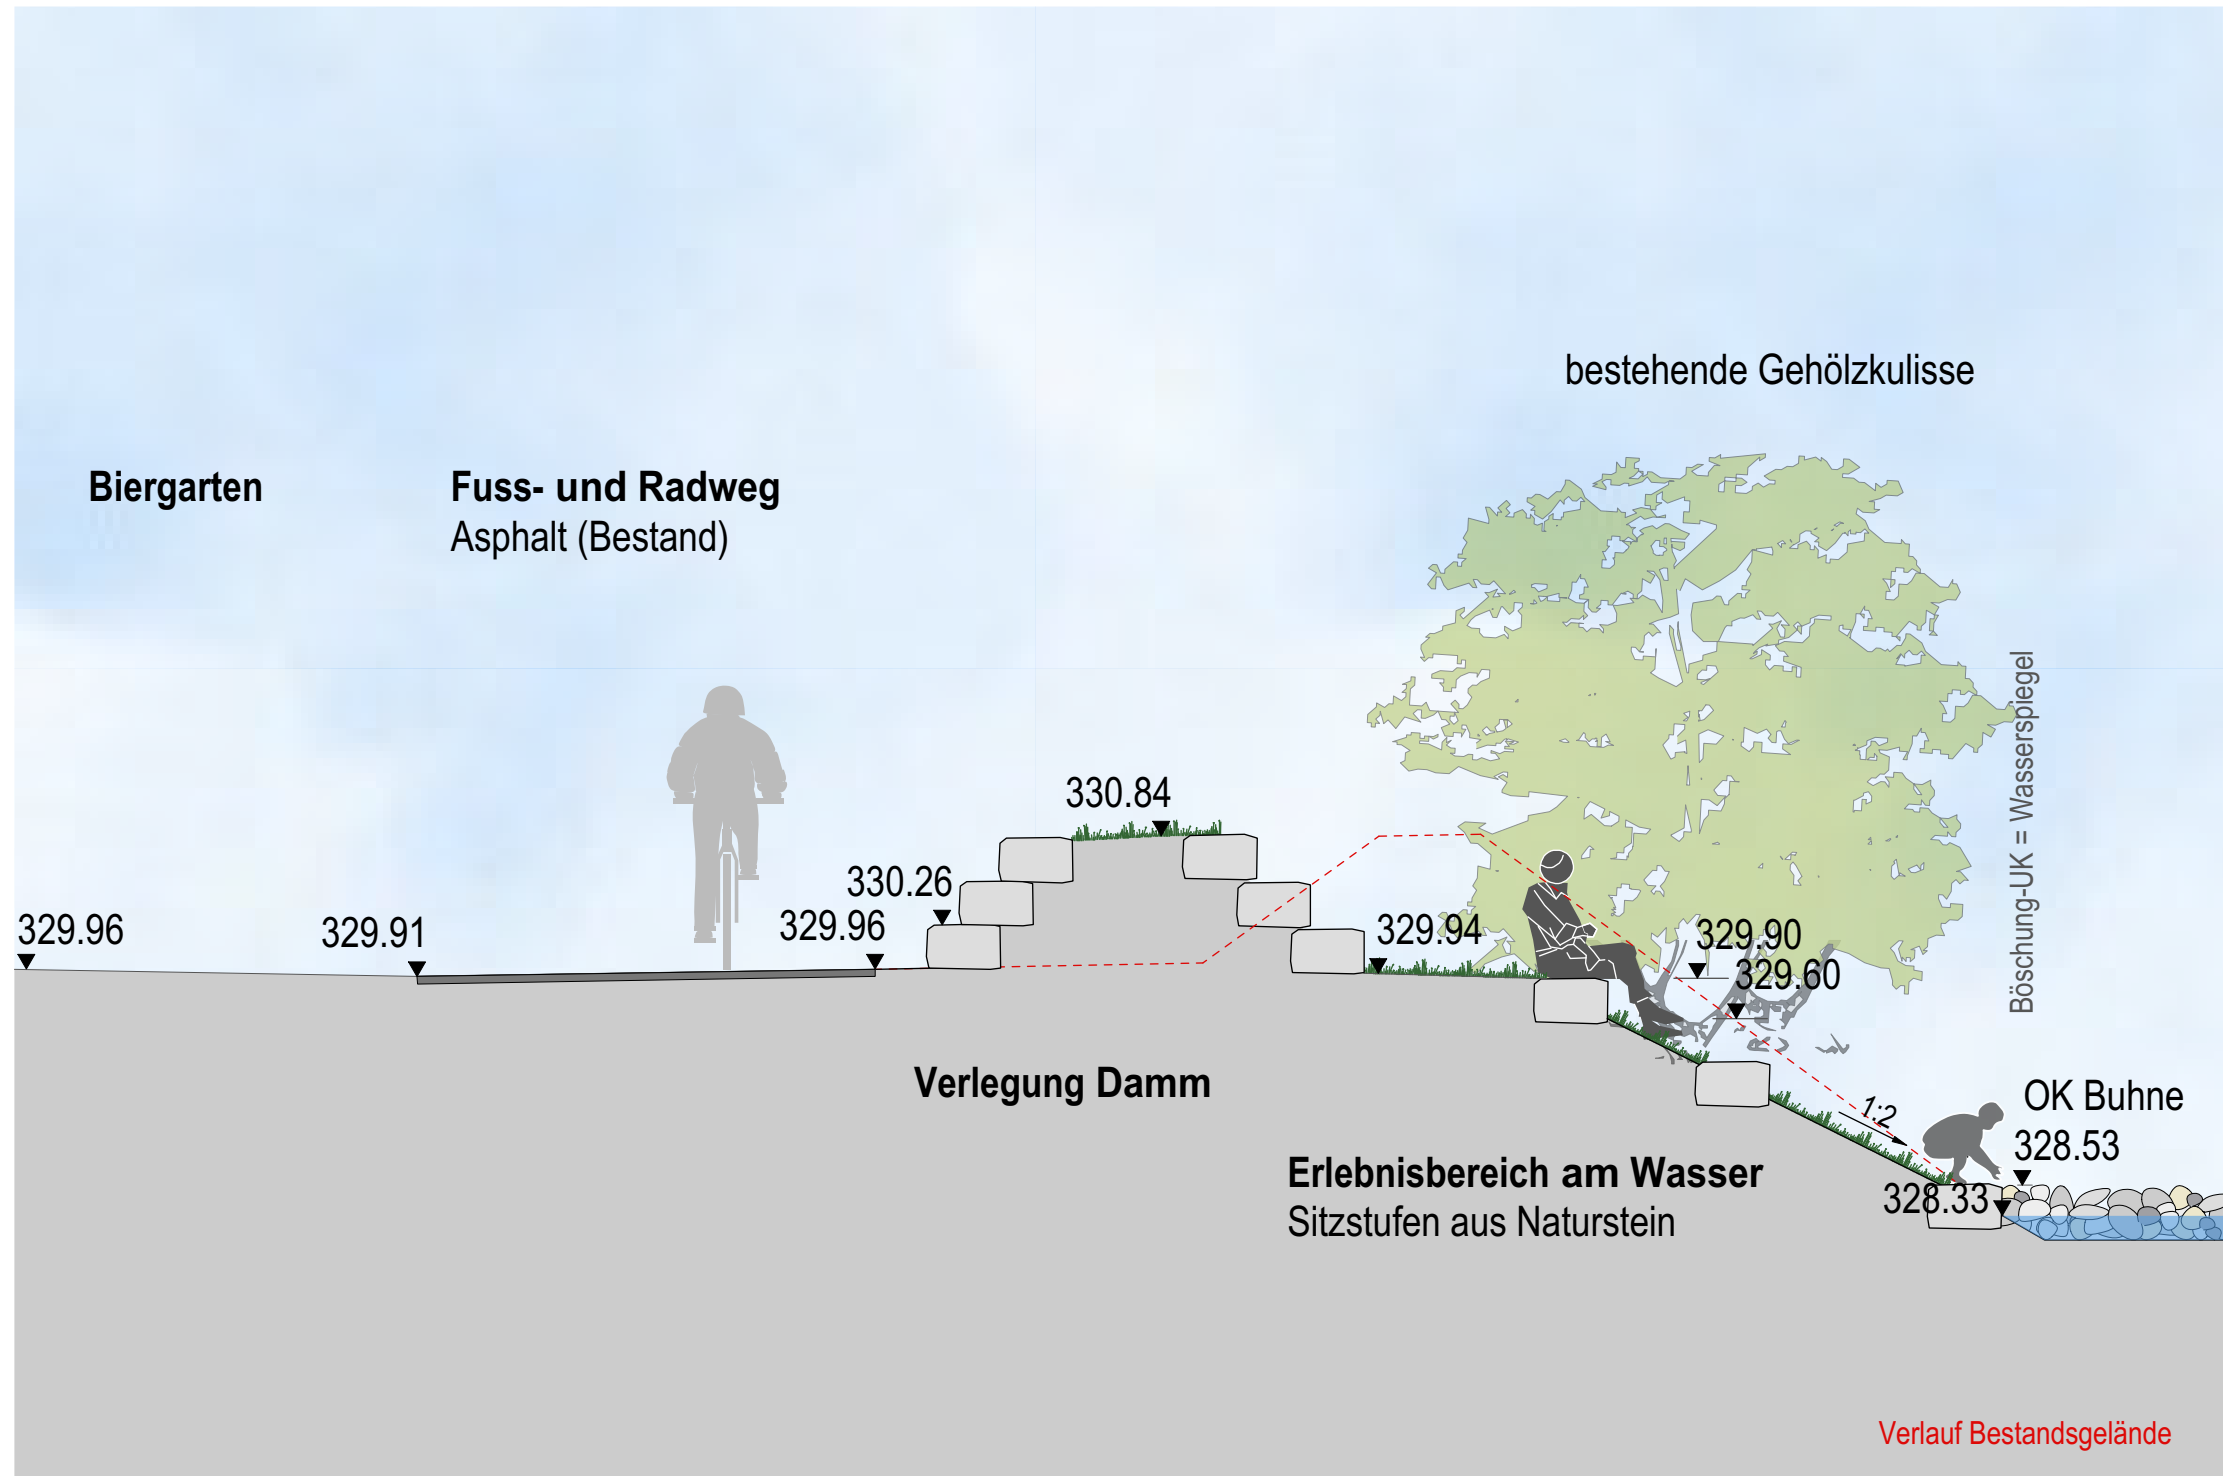 bestehende Gehölzkulisse
Biergarten
Fuss- und Radweg
Asphalt (Bestand)
Böschung-UK = Wasserspiegel
330.84
330.26
329.96
329.91
329.96
329.94
329.90
329.60
Verlegung Damm
1:2
OK Buhne
328.53
Erlebnisbereich am Wasser
Sitzstufen aus Naturstein
328.33
Verlauf Bestandsgelände